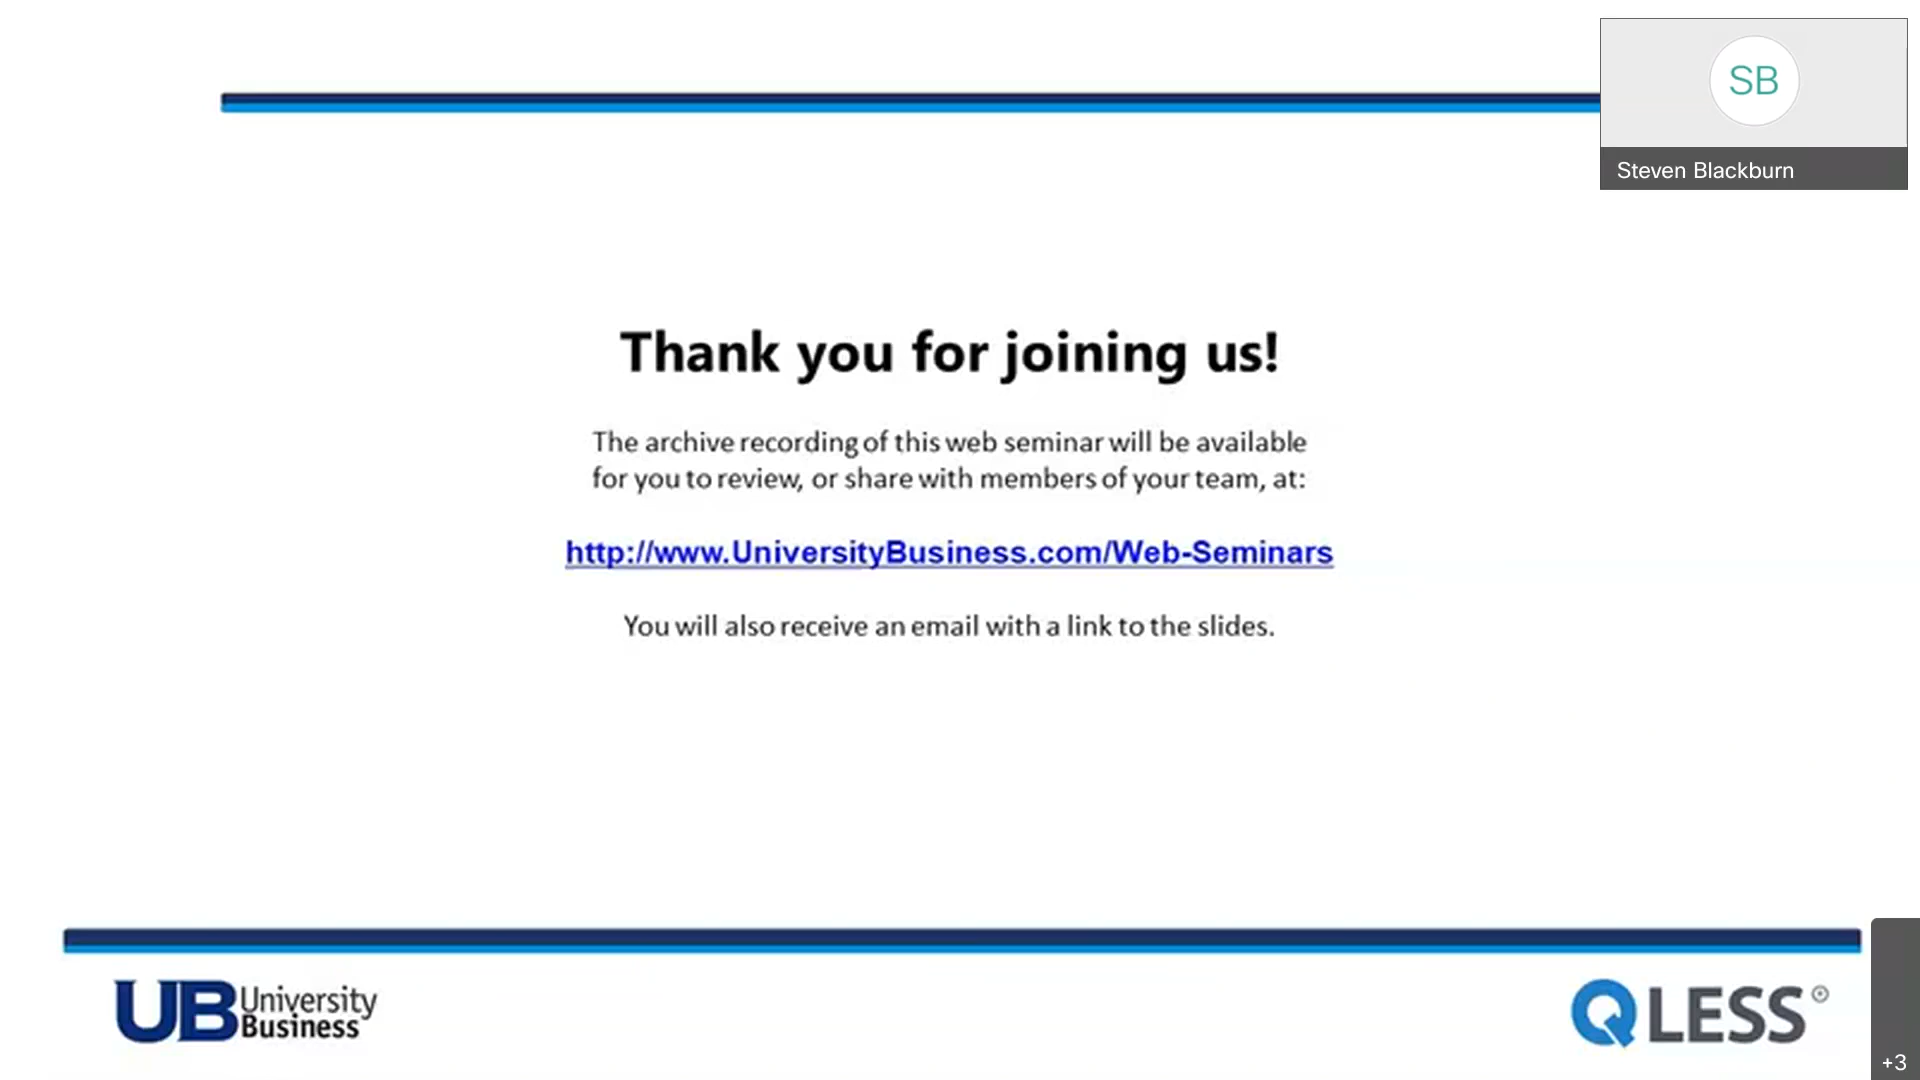 SB
Steven Blackburn
Thank you for joining us!
The archive recording of this web seminar will be available
for you to review, or share with members of your team, at:
http://www.UniversityBusiness.com/Web-Seminars
You will also receive an email with a link to the slides.
UB University
Business
QLESS
+3